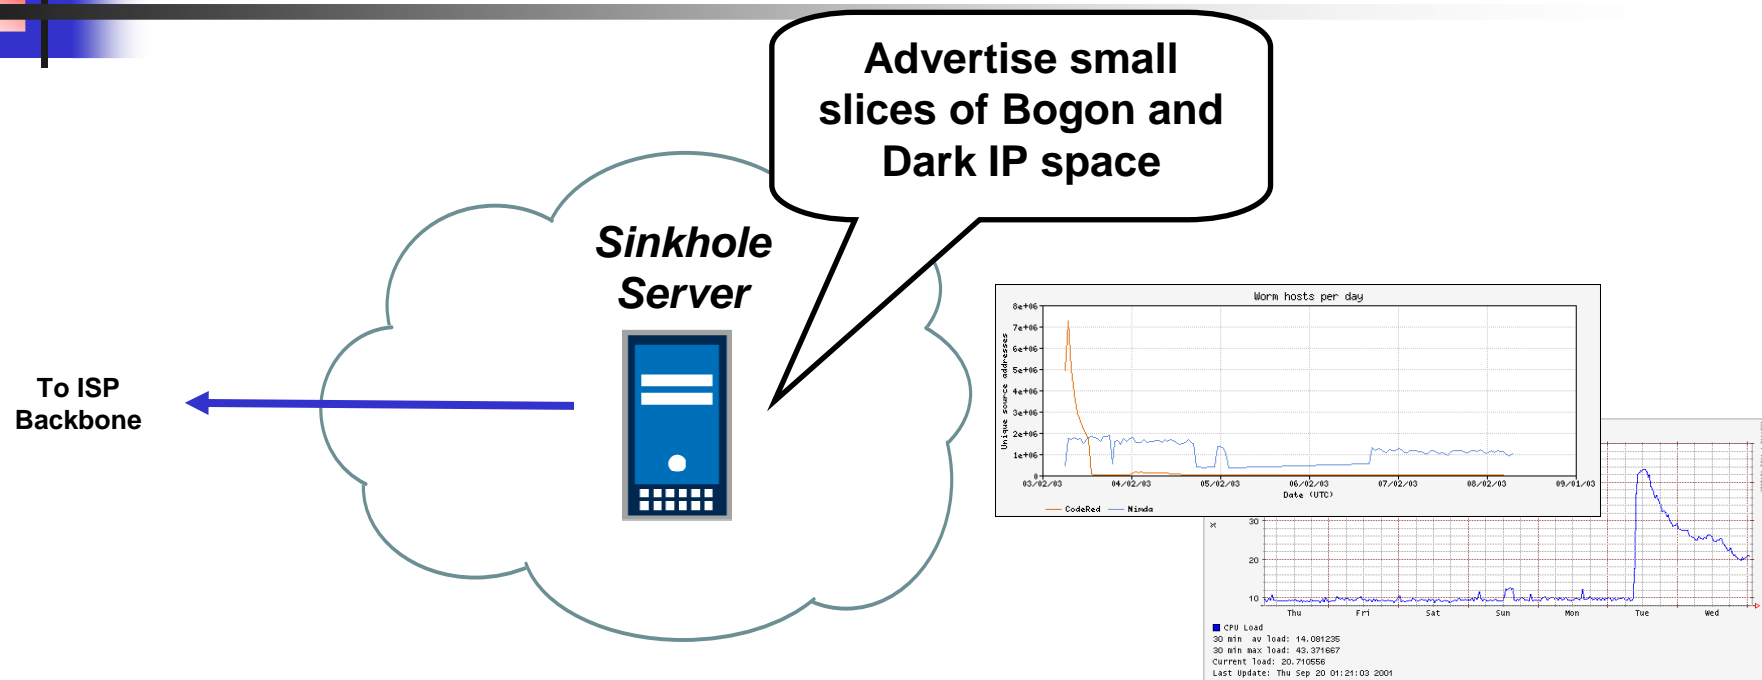 Advertise small
slices of Bogon and
Dark IP space
Sinkhole
Server
To ISP
Backbone
Worm hosts per day
Unique source addresses
8e+06
7e+06
6e+06
5e+06
4e+06
3e+06
2e+06
1e+06
0
03/02/03 04/02/03 05/02/03 06/02/03 07/02/03 08/02/03 09/01/03
Date (UTC)
CodeRed Nimda
%
30
20
10
Thu Fri Sat Sun Mon Tue Wed
CPU Load
30 min av load: 14.081235
30 min max load: 43.371667
Current load: 20.710556
Last Update: Thu Sep 20 01:21:03 2001